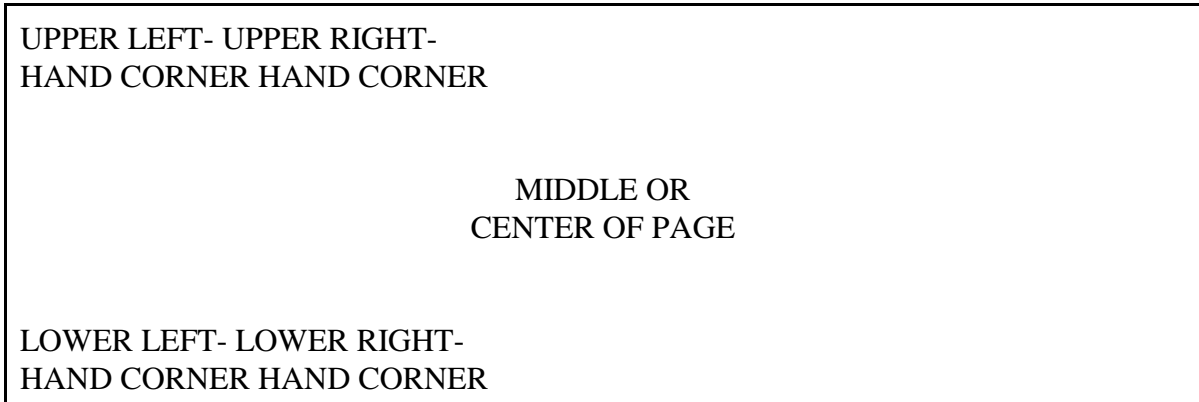 UPPER LEFT- UPPER RIGHT-
HAND CORNER HAND CORNER
MIDDLE OR
CENTER OF PAGE
LOWER LEFT- LOWER RIGHT-
HAND CORNER HAND CORNER